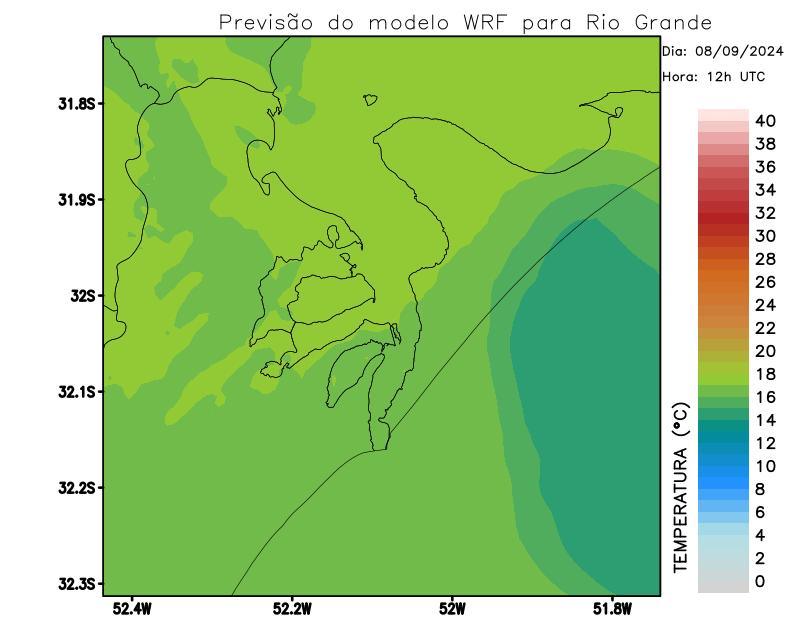 Previsão do modelo WRF para Rio Grande
Dia: 08/09/2024
Hora: 12h UTC
31.8S
31.9S
32S
32.1S
32.2S
32.3S
52.4W
52.2W
52W
51.8W
TEMPERATURA (°C)
40
38
36
34
32
30
28
26
24
22
20
18
16
14
12
10
8
6
4
2
0